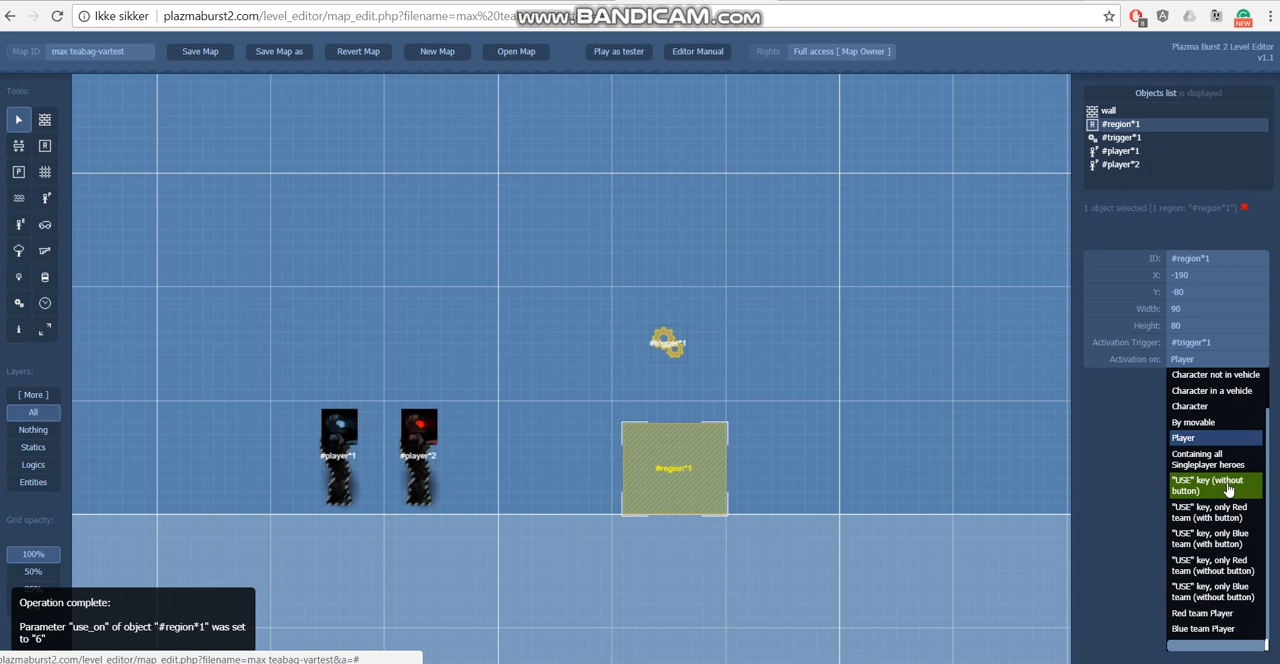 Ikke sikker
plazmaburst2.com/level_editor/map_edit.php?filename=max%20tea
www.BANDICAM.com
8
NEW
Map ID
max teabag-vartest
Save Map
Save Map as
Revert Map
New Map
Open Map
Play as tester
Editor Manual
Rights
Full access [ Map Owner ]
Plazma Burst 2 Level Editor
v1.1
Tools:
Layers:
[ More ]
All
Nothing
Statics
Logics
Entities
Grid opacity:
100%
50%
Operation complete:
Parameter "use_on" of object "#region*1" was set
to "6"
plazmaburst2.com/level_editor/map_edit.php?filename=max teabag-vartest&a=#
#trigger*1
#player*1
#player*2
#region*1
Objects list is displayed
wall
R #region*1
#trigger*1
#player*1
#player*2
1 object selected (1 region: "#region*1")
ID: #region*1
X: -190
Y: -80
Width: 90
Height: 80
Activation Trigger: #trigger*1
Activation on: Player
Character not in vehicle
Character in a vehicle
Character
By movable
Player
Containing all
Singleplayer heroes
"USE" key (without
button)
"USE" key, only Red
team (with button)
"USE" key, only Blue
team (with button)
"USE" key, only Red
team (without button)
"USE" key, only Blue
team (without button)
Red team Player
Blue team Player